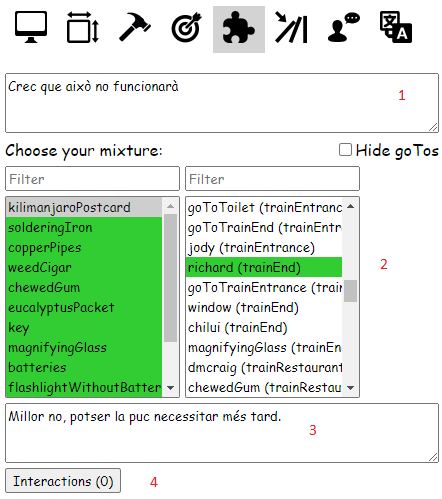 Crec que això no funcionarà
1
Choose your mixture:
Hide goTos
Filter
Filter
kilimanjaroPostcard
solderingIron
copperPipes
weedCigar
chewedGum
eucalyptusPacket
key
magnifyingGlass
batteries
flashlightWithoutBatter
goToToilet (trainEntranc
goToTrainEnd (trainEntr
jody (trainEntrance)
richard (trainEnd)
goToTrainEntrance (train
window (trainEnd)
chilui (trainEnd)
magnifyingGlass (trainEn
dmcraig (trainRestaurant
chewedGum (trainRestau
2
Millor no, potser la puc necessitar més tard.
3
Interactions (0)
4